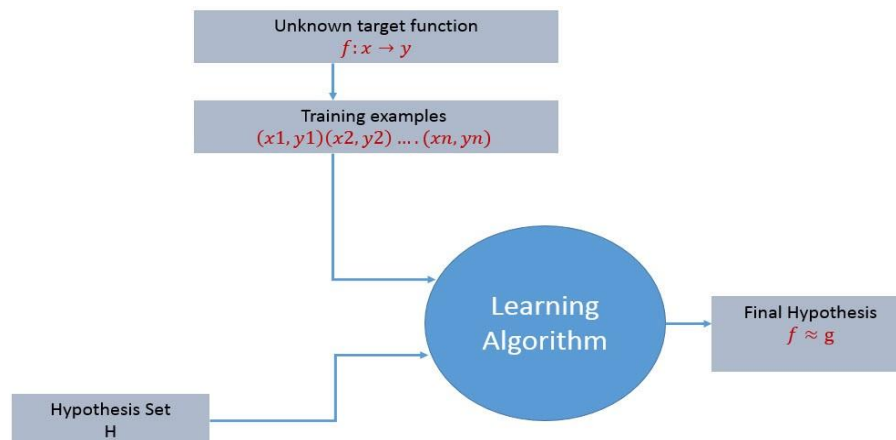 Unknown target function
f: x → y
Training examples
(x1, y1)(x2, y2) .... (xn, yn)
Learning
Algorithm
Final Hypothesis
f ≈ g
Hypothesis Set
H